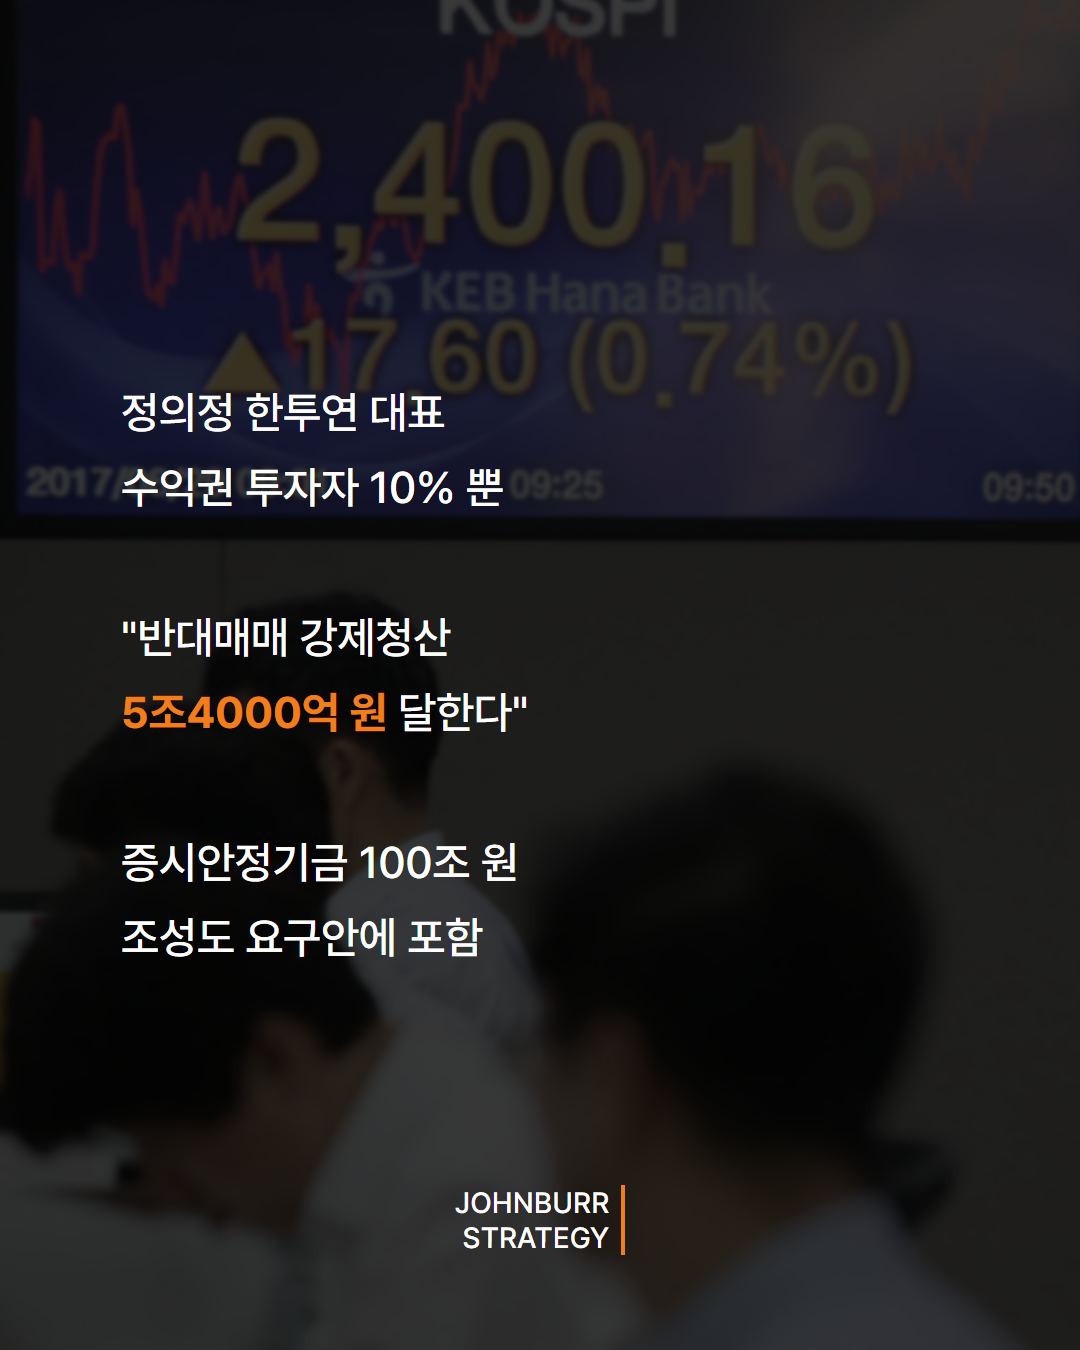 KOSPI
2,400.16
KEB Hana Bank
▲17.60 (0.74%)
정의정 한투연 대표
2017/
09:25
09:50
수익권 투자자 10% 뿐
"반대매매 강제청산
5조4000억 원 달한다"
증시안정기금 100조 원
조성도 요구안에 포함
JOHNBURR
STRATEGY